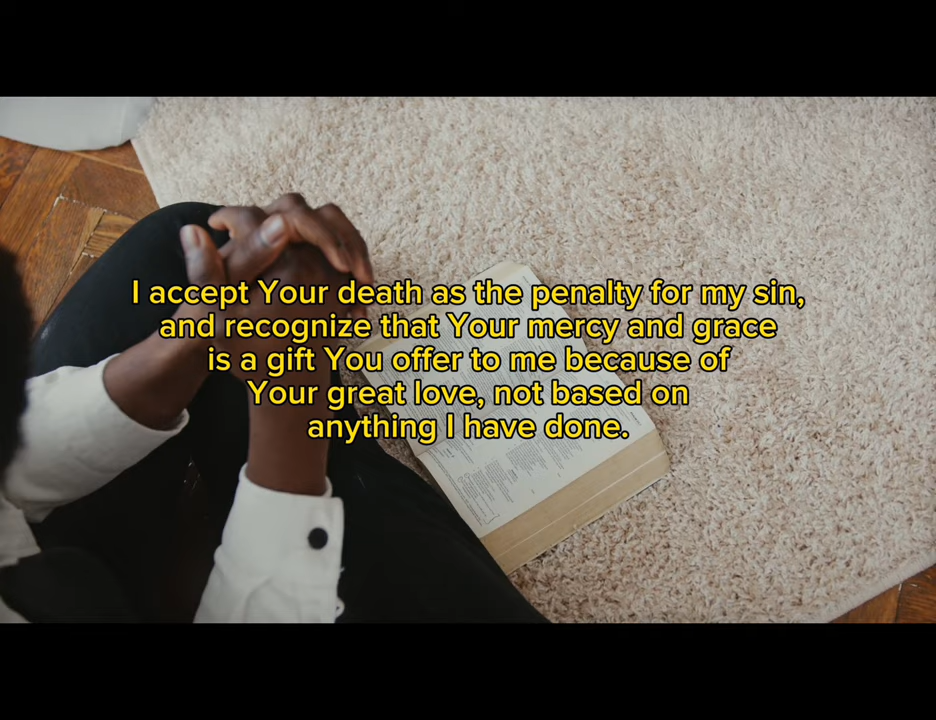 I accept Your death as the penalty for my sin,
and recognize that Your mercy and grace
is a gift You offer to me because of
Your great love, not based on
anything I have done.